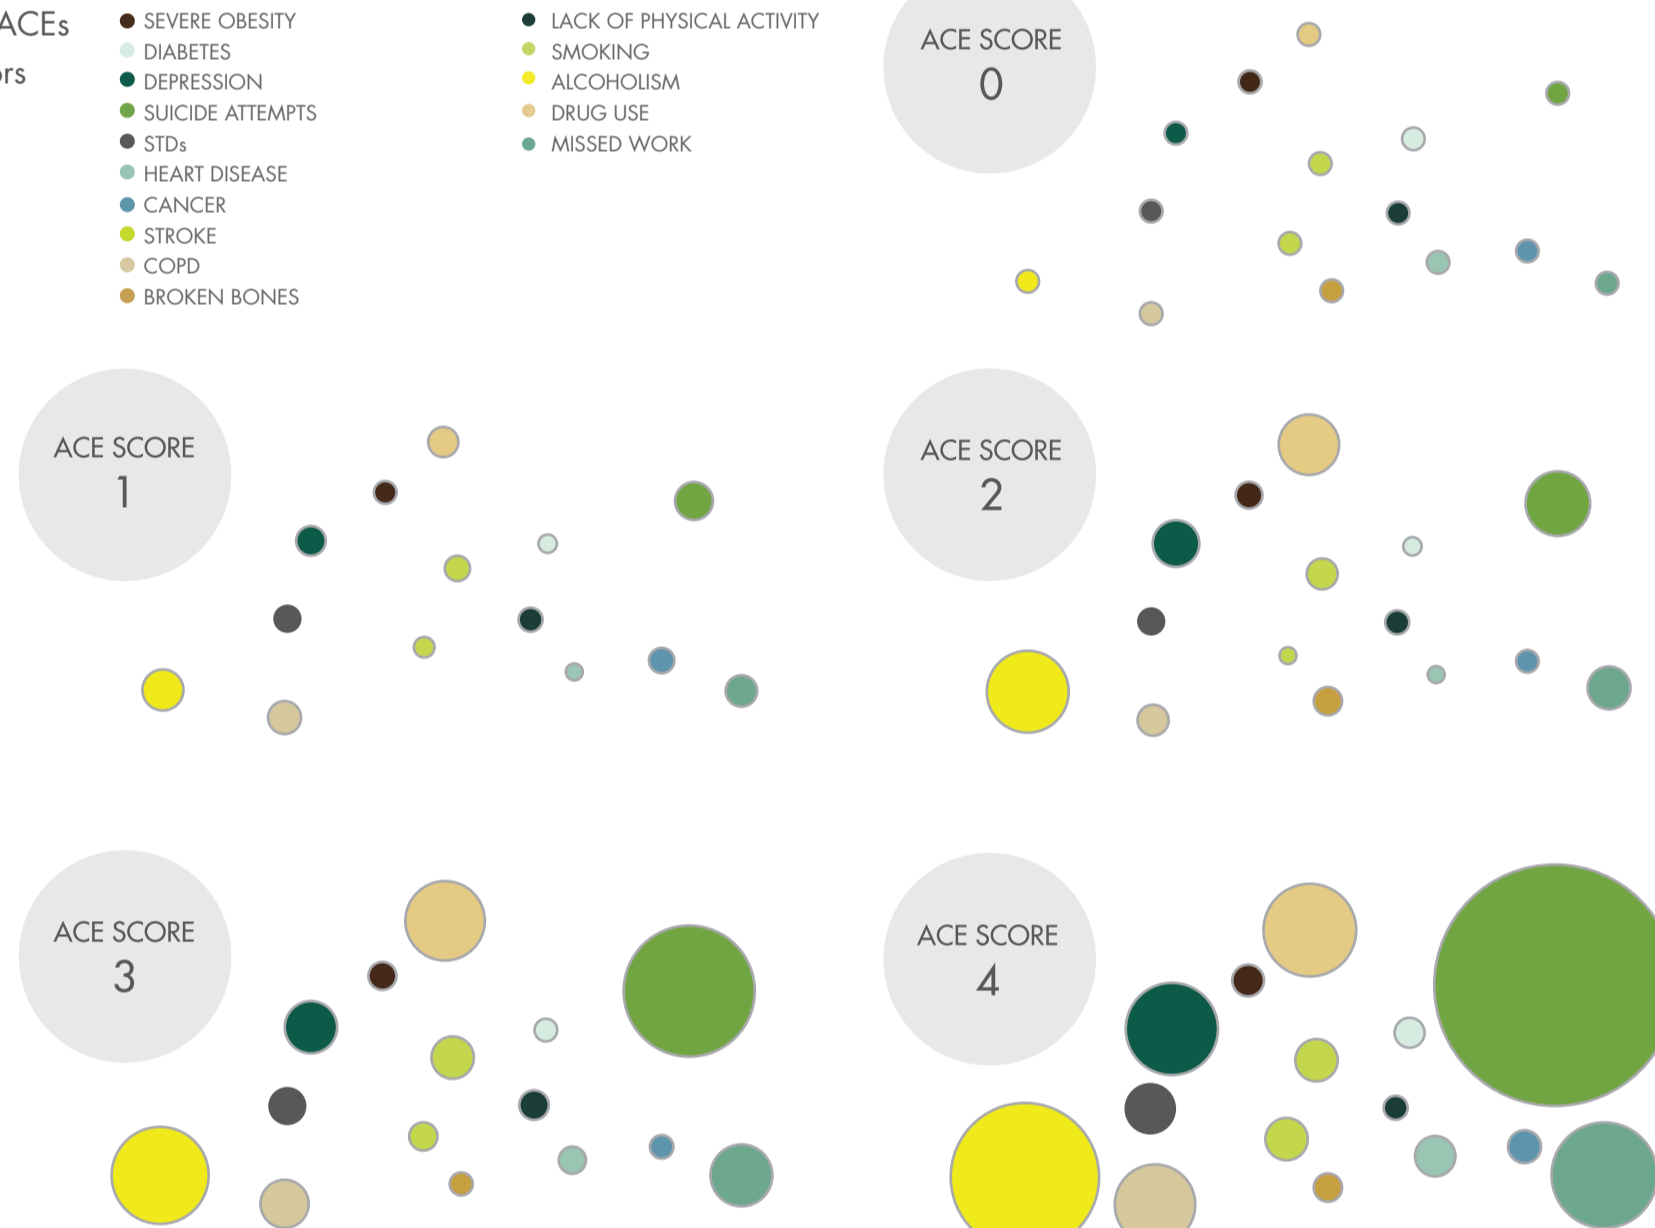 ACEs
ors
SEVERE OBESITY
DIABETES
DEPRESSION
SUICIDE ATTEMPTS
STDs
HEART DISEASE
CANCER
STROKE
COPD
BROKEN BONES
LACK OF PHYSICAL ACTIVITY
SMOKING
ALCOHOLISM
DRUG USE
MISSED WORK
ACE SCORE
0
ACE SCORE
1
ACE SCORE
2
ACE SCORE
3
ACE SCORE
4